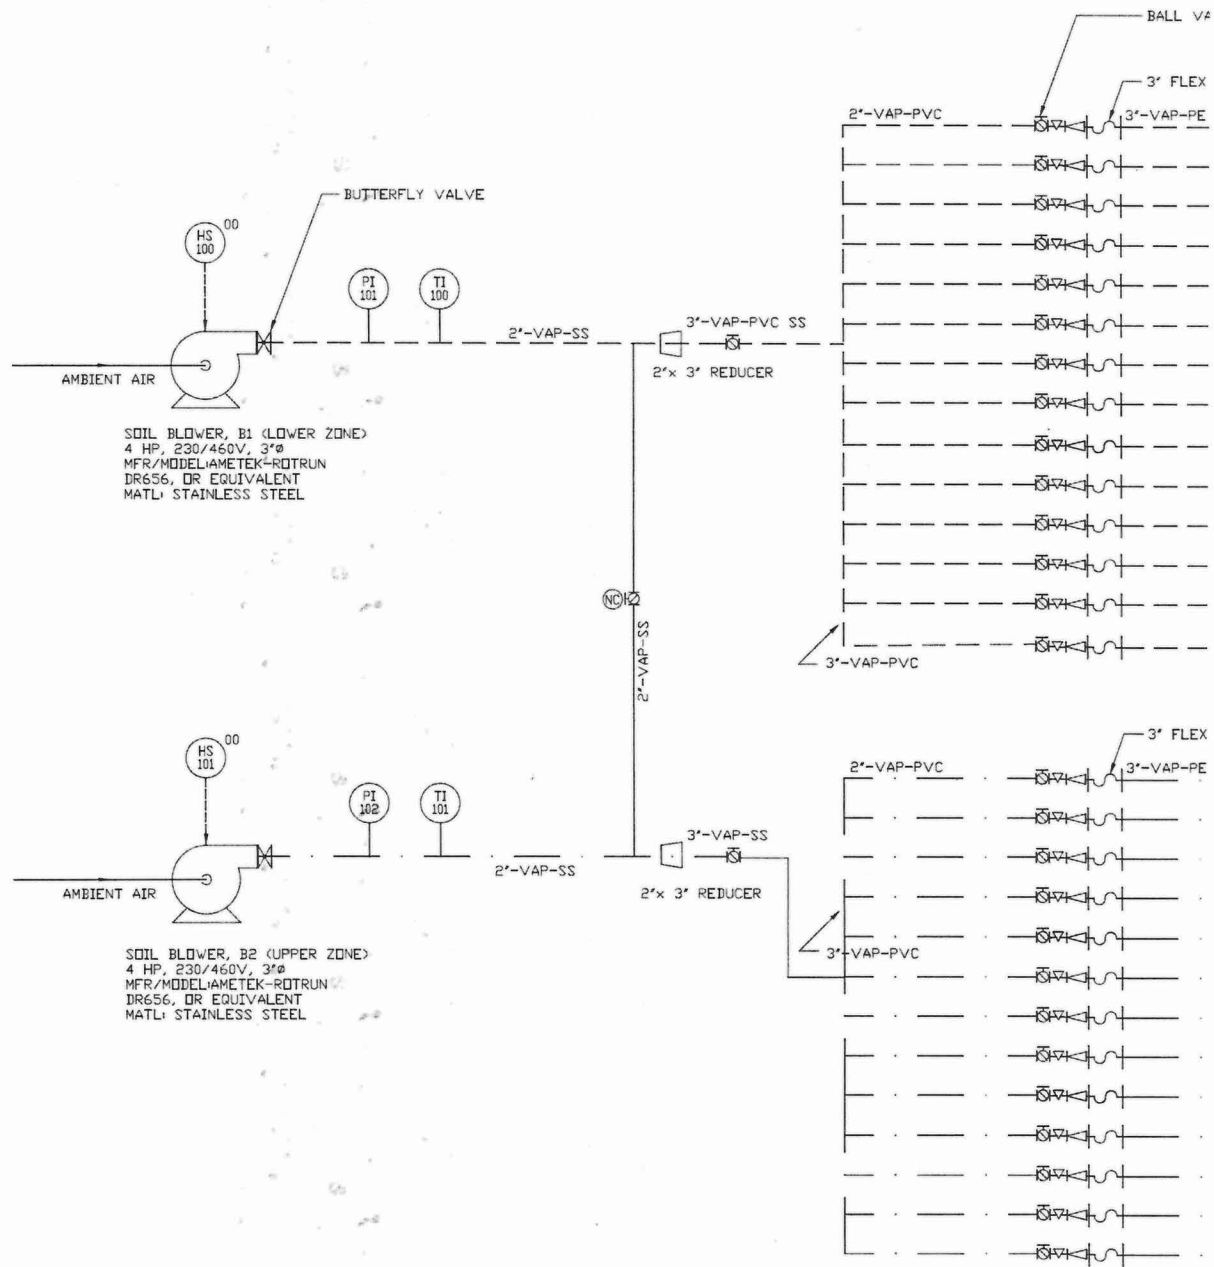 BALL VA
3" FLEX
2"-VAP-PVC
3"-VAP-PE
BUTTERFLY VALVE
HS
100
OO
PI
101
TI
100
2"-VAP-SS
3"-VAP-PVC SS
2"x 3" REDUCER
AMBIENT AIR
SOIL BLOWER, B1 (LOWER ZONE)
4 HP, 230/460V, 3"Ø
MFR/MODEL:AMETEK-ROTRUN
DR656, OR EQUIVALENT
MATL: STAINLESS STEEL
NC
2"-VAP-SS
3"-VAP-PVC
3" FLEX
2"-VAP-PVC
3"-VAP-PE
HS
101
OO
PI
102
TI
101
3"-VAP-SS
2"-VAP-SS
2"x 3" REDUCER
AMBIENT AIR
3"-VAP-PVC
SOIL BLOWER, B2 (UPPER ZONE)
4 HP, 230/460V, 3"Ø
MFR/MODEL:AMETEK-ROTRUN
DR656, OR EQUIVALENT
MATL: STAINLESS STEEL